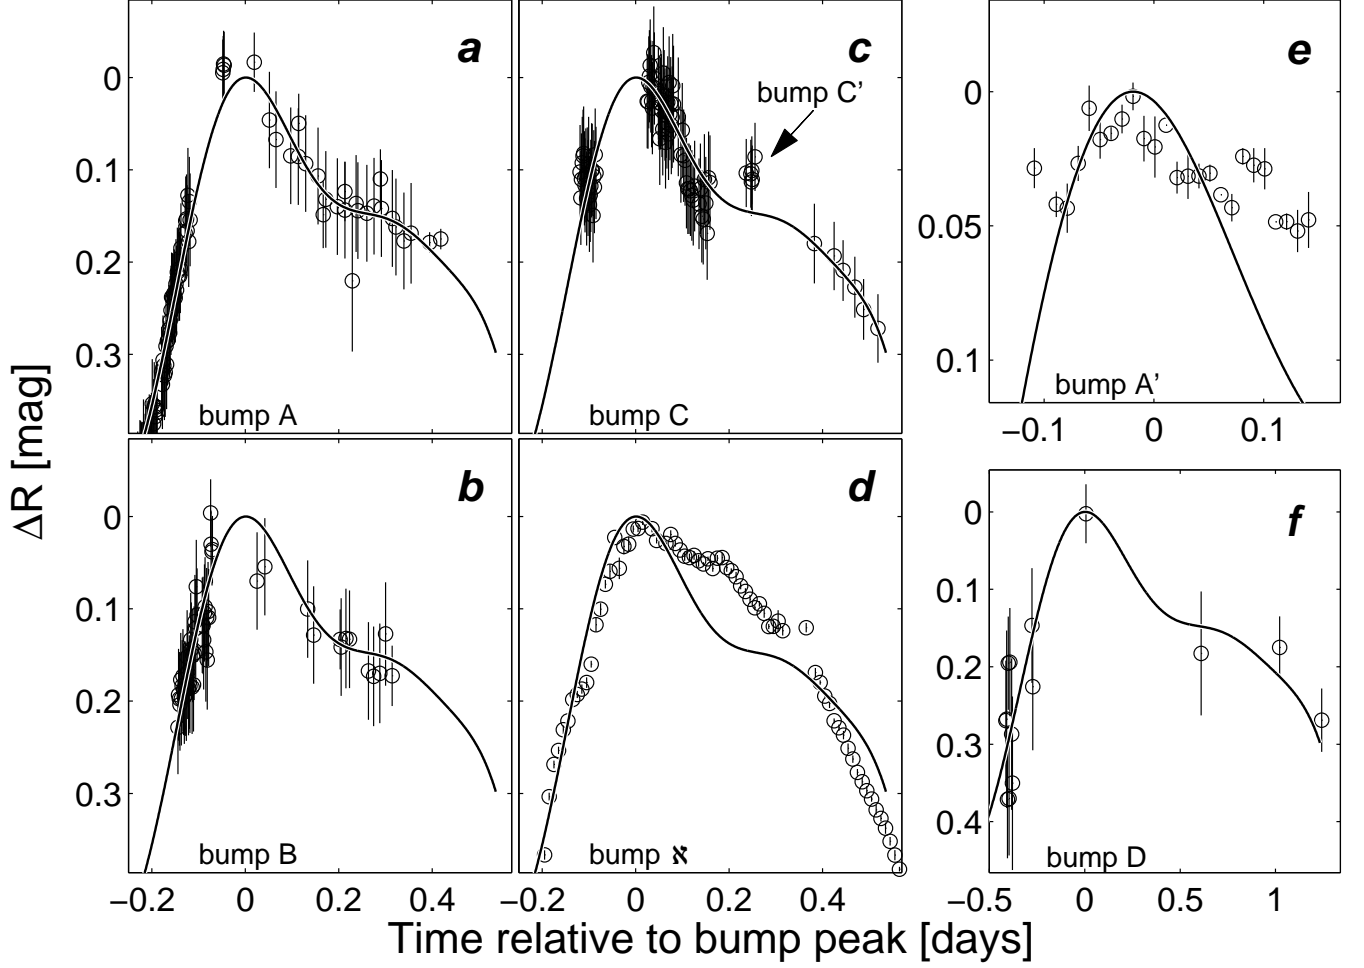 a
c
e
bump C’
0
0.1
0.2
0.3
0
0.05
0.1
bump A
bump C
bump A’
−0.1 0 0.1
b
d
f
0
0.1
0.2
0.3
0
0.1
0.2
0.3
0.4
bump B
bump ℵ
bump D
−0.2 0 0.2 0.4
−0.2 0 0.2 0.4
−0.5 0 0.5 1
ΔR [mag]
Time relative to bump peak [days]